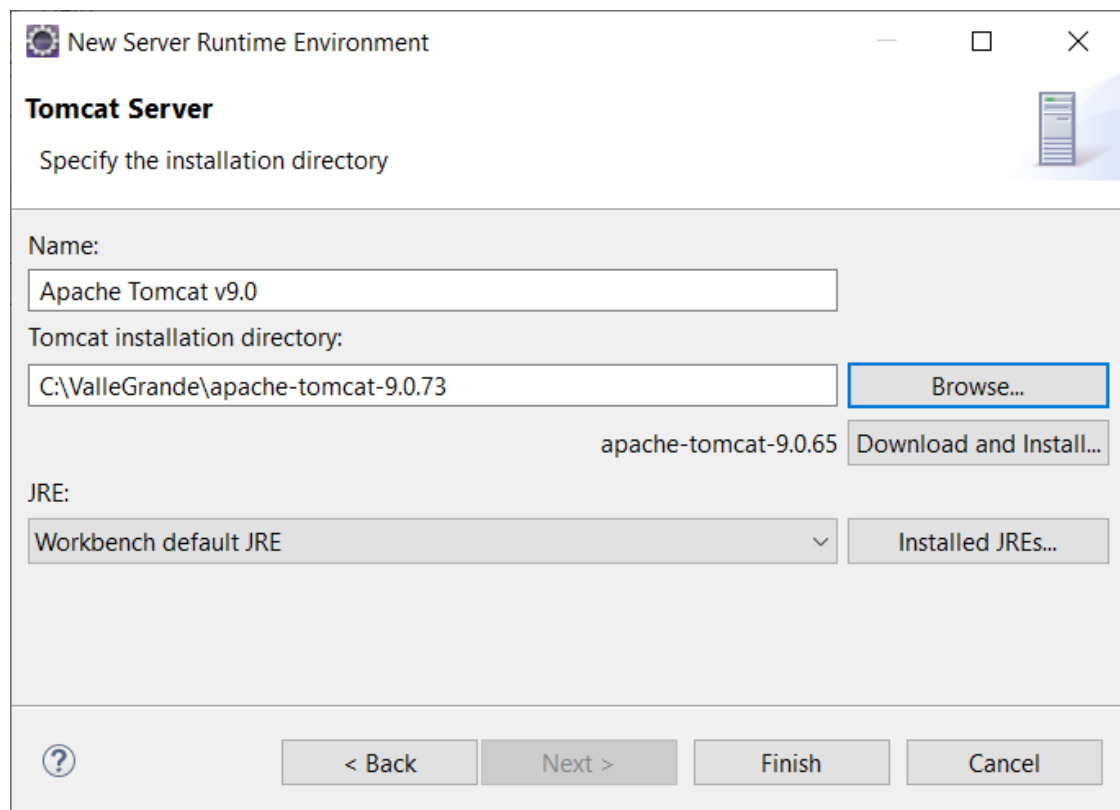 New Server Runtime Environment
Tomcat Server
Specify the installation directory
Name:
Apache Tomcat v9.0
Tomcat installation directory:
C:\ValleGrande\apache-tomcat-9.0.73
Browse...
apache-tomcat-9.0.65 Download and Install...
JRE:
Workbench default JRE
Installed JREs...
? < Back Next > Finish Cancel